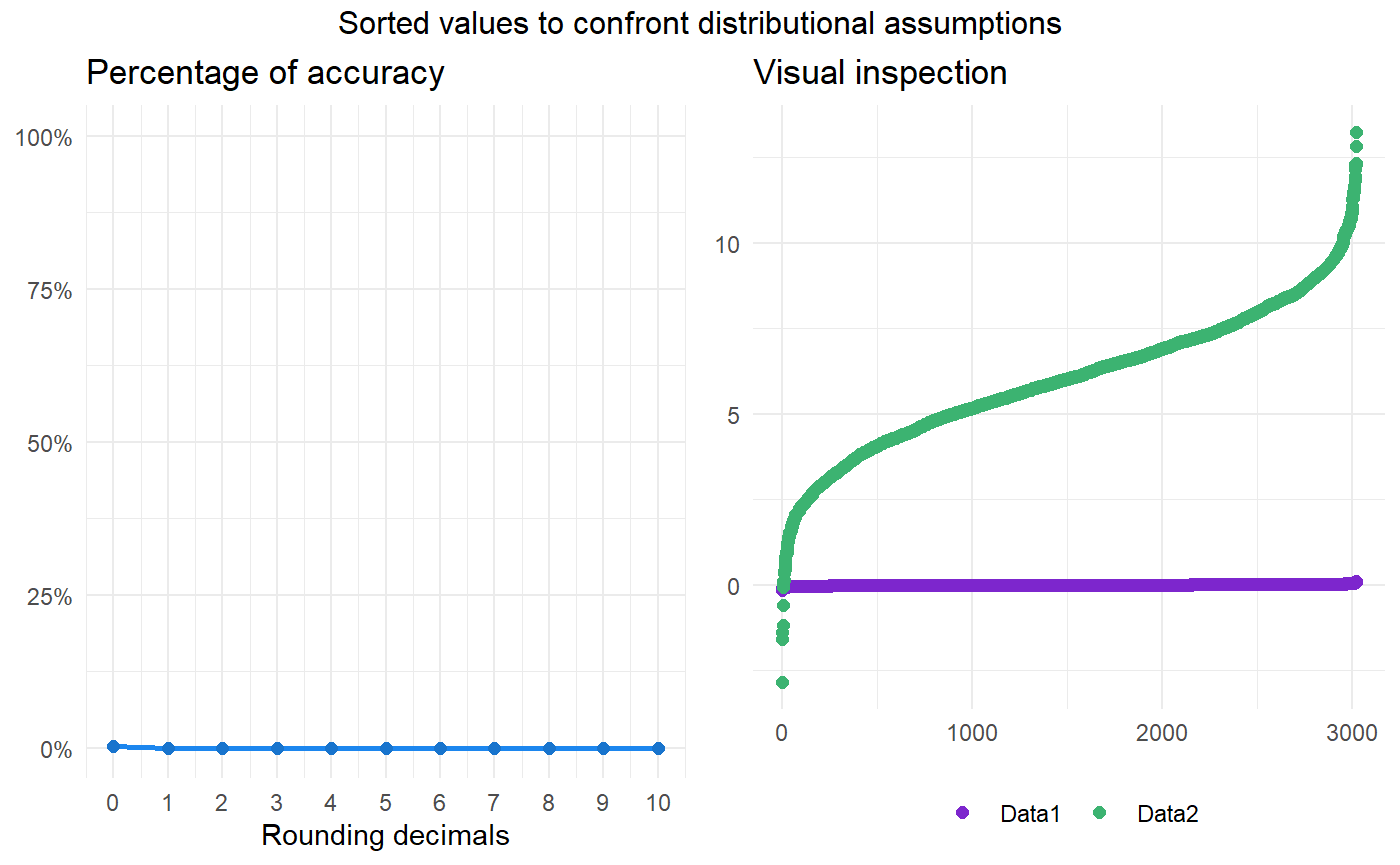 Sorted values to confront distributional assumptions
Percentage of accuracy
100%
75%
50%
25%
0%
0 1 2 3 4 5 6 7 8 9 10
Rounding decimals
Visual inspection
10
5
0
0 1000 2000 3000
Data1 Data2